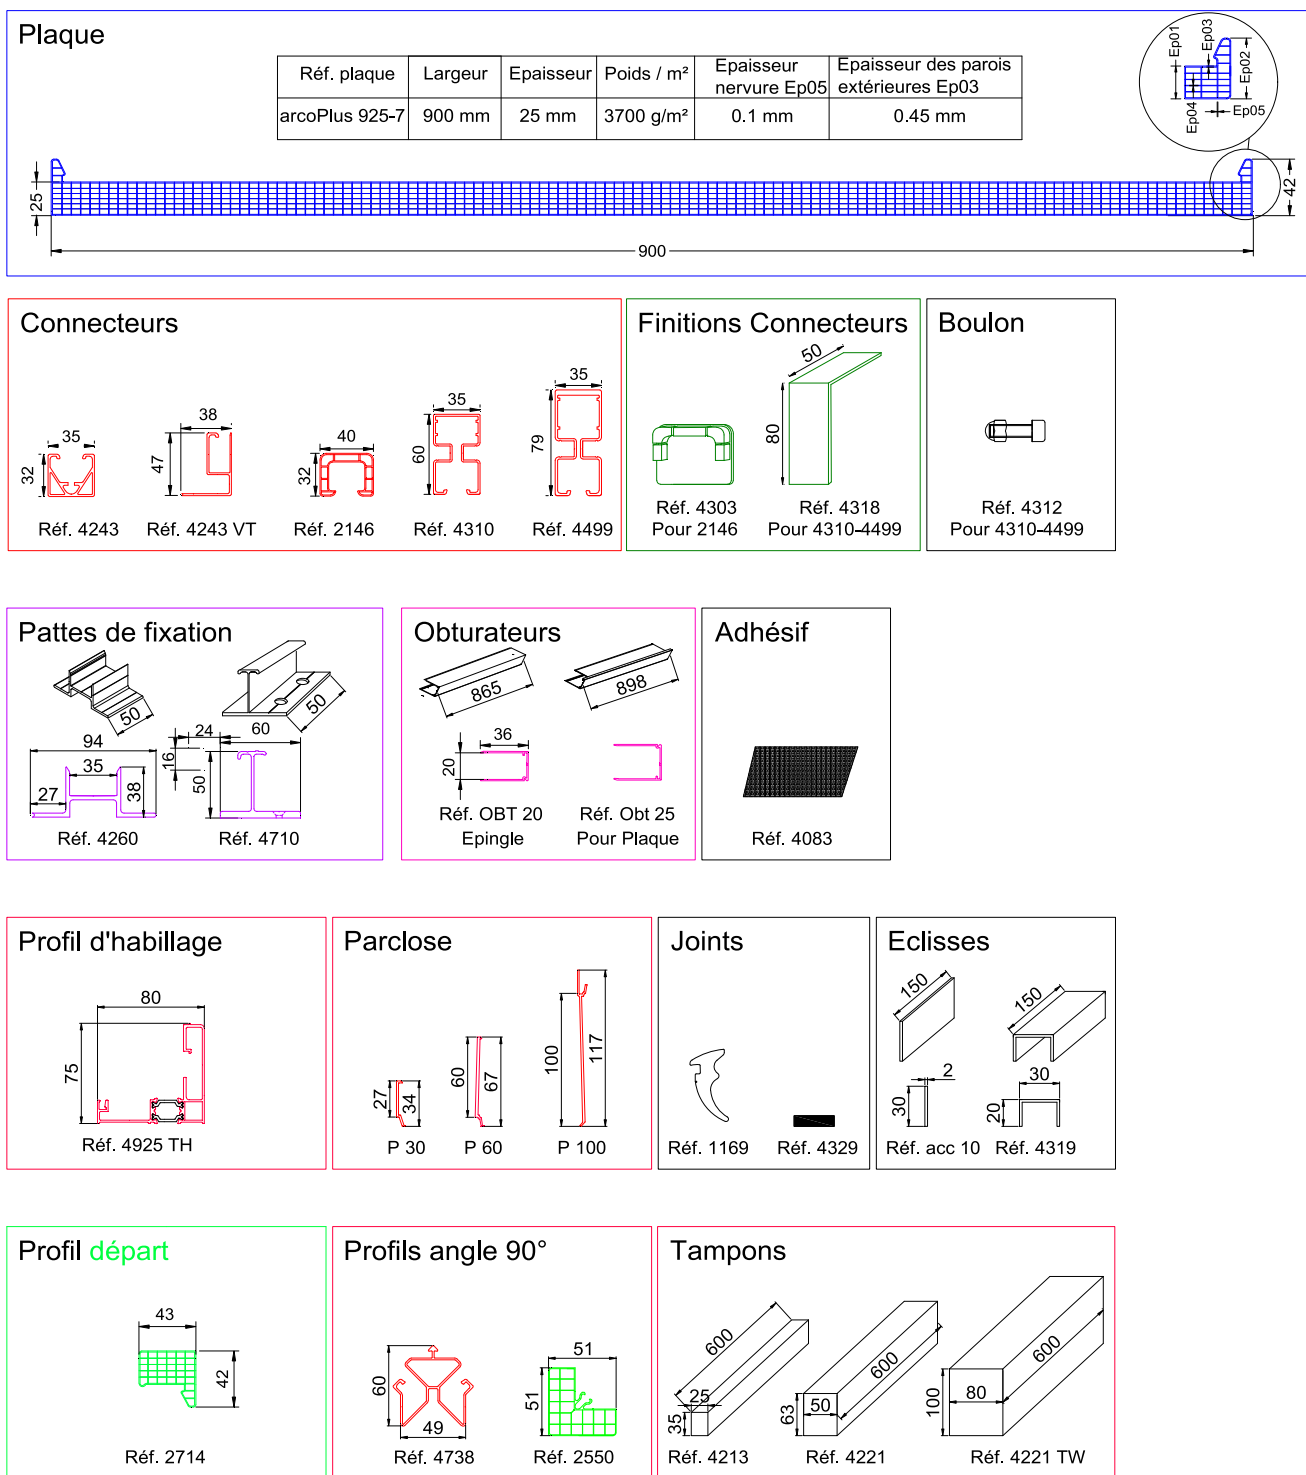 Plaque
Réf. plaque Largeur Epaisseur Poids / m² Epaisseur nervure Ep05 Epaisseur des parois extérieures Ep03
arcoPlus 925-7 900 mm 25 mm 3700 g/m² 0.1 mm 0.45 mm
Ep01
Ep03
Ep02
Ep04
Ep05
25
42
900
Connecteurs
35
32
Réf. 4243
38
47
Réf. 4243 VT
40
32
Réf. 2146
35
60
Réf. 4310
35
79
Réf. 4499
Finitions Connecteurs
Réf. 4303
Pour 2146
50
80
Réf. 4318
Pour 4310-4499
Boulon
Réf. 4312
Pour 4310-4499
Pattes de fixation
50
94
35
27
38
Réf. 4260
50
24
60
16
50
Réf. 4710
Obturateurs
865
36
20
Réf. OBT 20
Epingle
898
Réf. Obt 25
Pour Plaque
Adhésif
Réf. 4083
Profil d'habillage
80
75
Réf. 4925 TH
Parclose
27
34
P 30
60
67
P 60
100
117
P 100
Joints
Réf. 1169
Réf. 4329
Eclisses
150
2
30
Réf. acc 10
150
30
20
Réf. 4319
Profil départ
43
42
Réf. 2714
Profils angle 90°
60
49
Réf. 4738
51
51
Réf. 2550
Tampons
600
25
35
Réf. 4213
600
63
50
Réf. 4221
600
100
80
Réf. 4221 TW